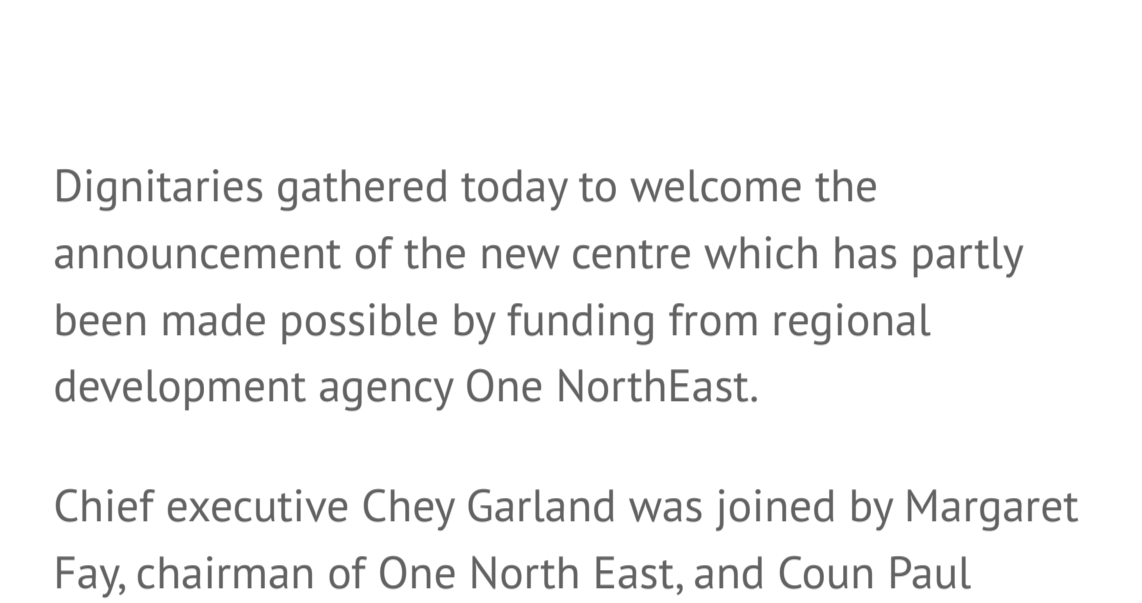 Dignitaries gathered today to welcome the
announcement of the new centre which has partly
been made possible by funding from regional
development agency One NorthEast.
Chief executive Chey Garland was joined by Margaret
Fay, chairman of One North East, and Coun Paul